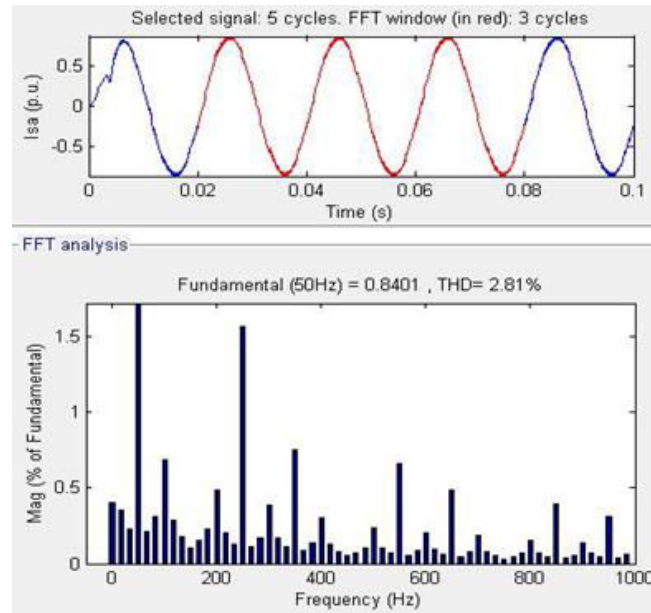 Selected signal: 5 cycles. FFT window (in red): 3 cycles
Isa (p.u.)
0.5
0
-0.5
0 0.02 0.04 0.06 0.08 0.1
Time (s)
FFT analysis
Fundamental (50Hz) = 0.8401 , THD= 2.81%
Mag (% of Fundamental)
1.5
1
0.5
0
0 200 400 600 800 1000
Frequency (Hz)